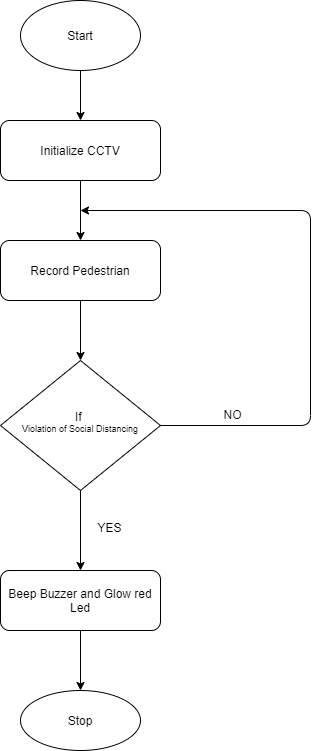 Start
Initialize CCTV
Record Pedestrian
If
Violation of Social Distancing
NO
YES
Beep Buzzer and Glow red
Led
Stop